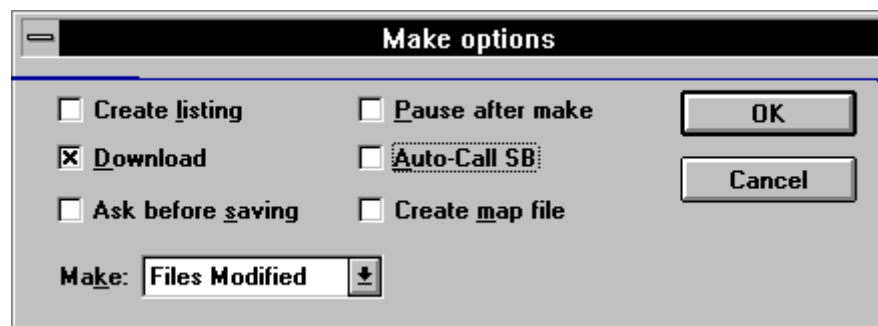 Make options
Create listing
Pause after make
OK
Download
Auto-Call SB
Cancel
Ask before saving
Create map file
Make: Files Modified